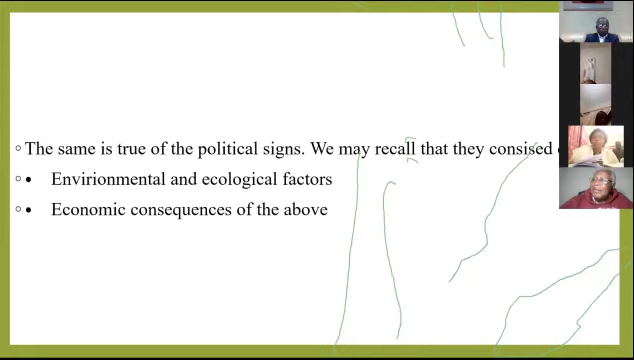 The same is true of the political signs. We may recall that they consised
• Envirionmental and ecological factors
• Economic consequences of the above